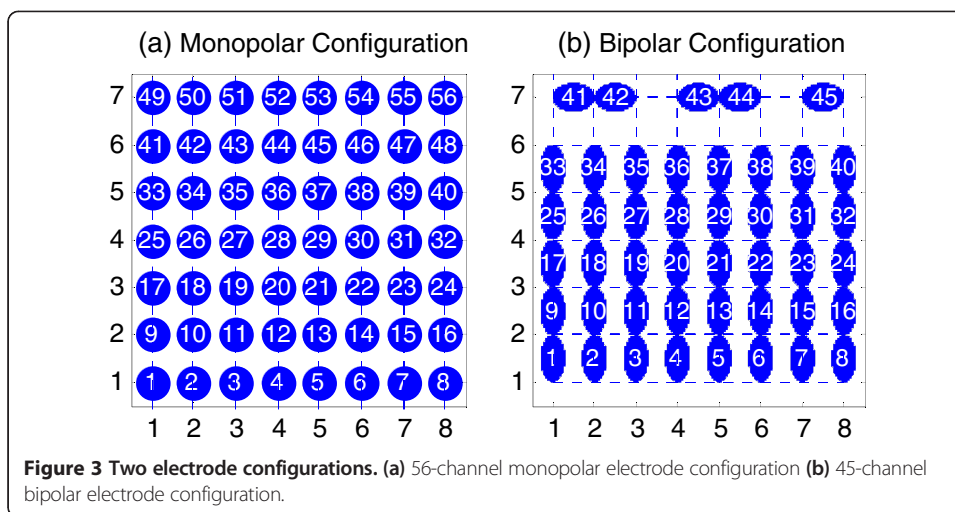 (a) Monopolar Configuration
7 49 50 51 52 53 54 55 56
6 41 42 43 44 45 46 47 48
5 33 34 35 36 37 38 39 40
4 25 26 27 28 29 30 31 32
3 17 18 19 20 21 22 23 24
2 9 10 11 12 13 14 15 16
1 1 2 3 4 5 6 7 8
1 2 3 4 5 6 7 8
(b) Bipolar Configuration
7 41 42 43 44 45
6
33 34 35 36 37 38 39 40
5
25 26 27 28 29 30 31 32
4
17 18 19 20 21 22 23 24
3
9 10 11 12 13 14 15 16
2
1 2 3 4 5 6 7 8
1
1 2 3 4 5 6 7 8
Figure 3 Two electrode configurations. (a) 56-channel monopolar electrode configuration (b) 45-channel
bipolar electrode configuration.